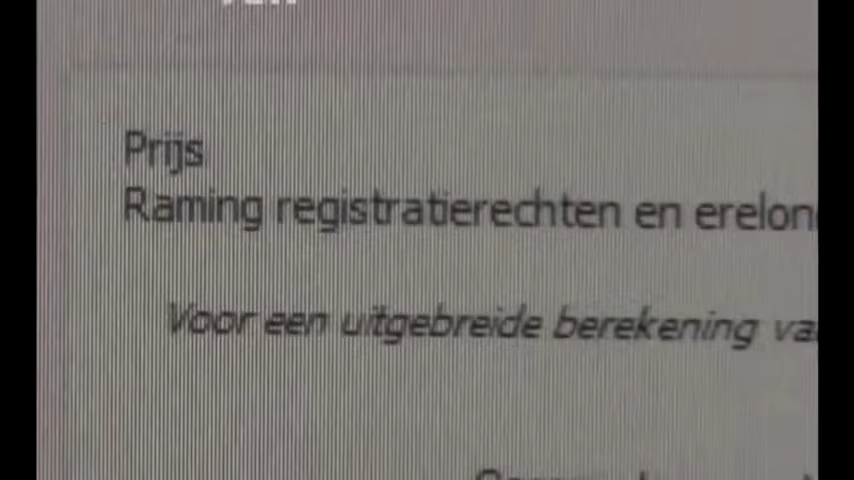 Prijs
Raming registratierechten en erelon
Voor een uitgebreide berekening va